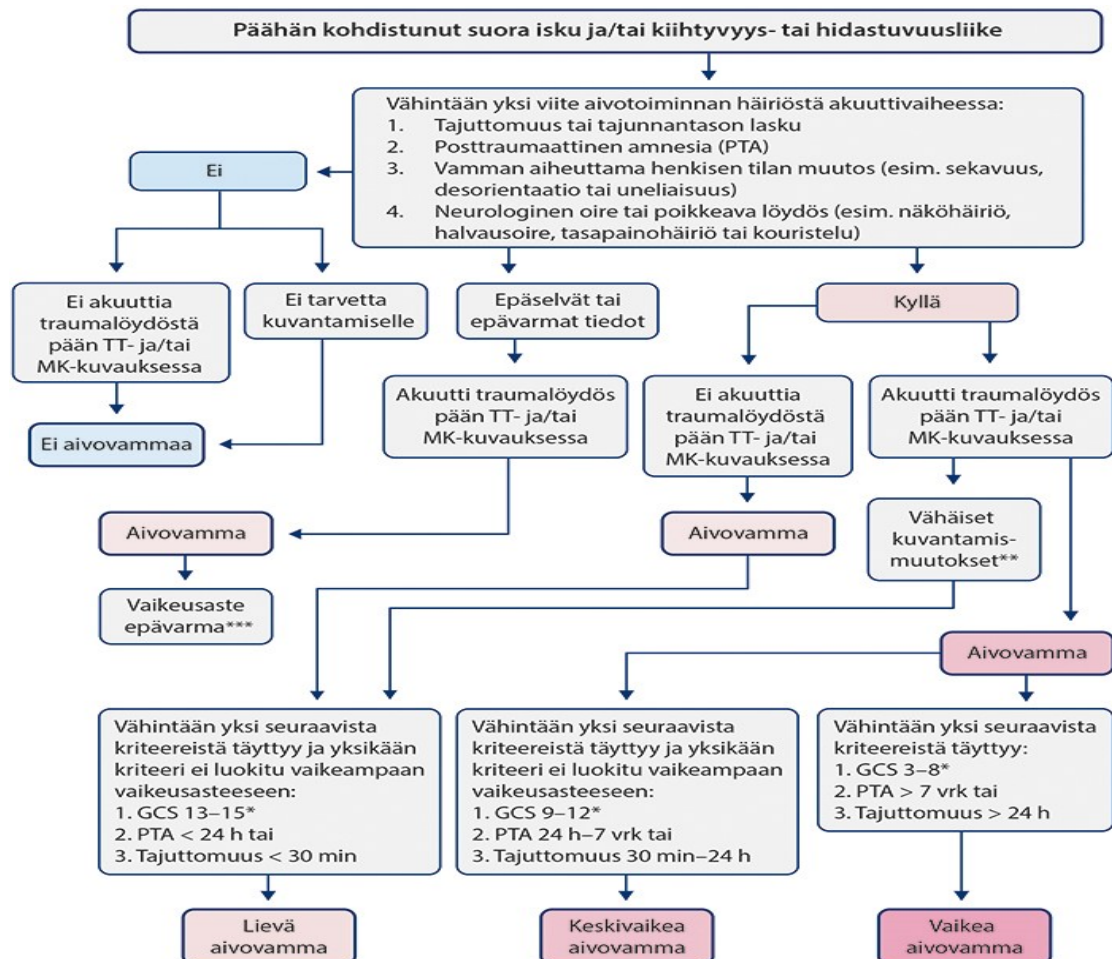 Päähän kohdistunut suora isku ja/tai kiihtyvyys- tai hidastuvuusliike
Vähintään yksi viite aivotoiminnan häiriöstä akuuttivaiheessa:
1. Tajuttomuus tai tajunnantason lasku
2. Posttraumaattinen amnesia (PTA)
3. Vamman aiheuttama henkisen tilan muutos (esim. sekavuus,
desorientaatio tai uneliaisuus)
4. Neurologinen oire tai poikkeava löydös (esim. näköhäiriö,
halvausoire, tasapainohäiriö tai kouristelu)
Ei
Ei akuuttia
traumalöydöstä
pään TT- ja/tai
MK-kuvauksessa
Ei tarvetta
kuvantamiselle
Epäselvät tai
epävarmat tiedot
Kyllä
Akuutti traumalöydös
pään TT- ja/tai
MK-kuvauksessa
Ei akuuttia
traumalöydöstä
pään TT- ja/tai
MK-kuvauksessa
Akuutti traumalöydös
pään TT- ja/tai
MK-kuvauksessa
Ei aivovammaa
Aivovamma
Vaikeusaste
epävarma***
Aivovamma
Vähäiset
kuvantamis-
muutokset**
Aivovamma
Vähintään yksi seuraavista
kriteereistä täyttyy ja yksikään
kriteeri ei luokitu vaikeampaan
vaikeusasteeseen:
1. GCS 13–15*
2. PTA < 24 h tai
3. Tajuttomuus < 30 min
Vähintään yksi seuraavista
kriteereistä täyttyy ja yksikään
kriteeri ei luokitu vaikeampaan
vaikeusasteeseen:
1. GCS 9–12*
2. PTA 24 h–7 vrk tai
3. Tajuttomuus 30 min–24 h
Vähintään yksi seuraavista
kriteereistä täyttyy:
1. GCS 3–8*
2. PTA > 7 vrk tai
3. Tajuttomuus > 24 h
Lievä
aivovamma
Keskivaikea
aivovamma
Vaikea
aivovamma